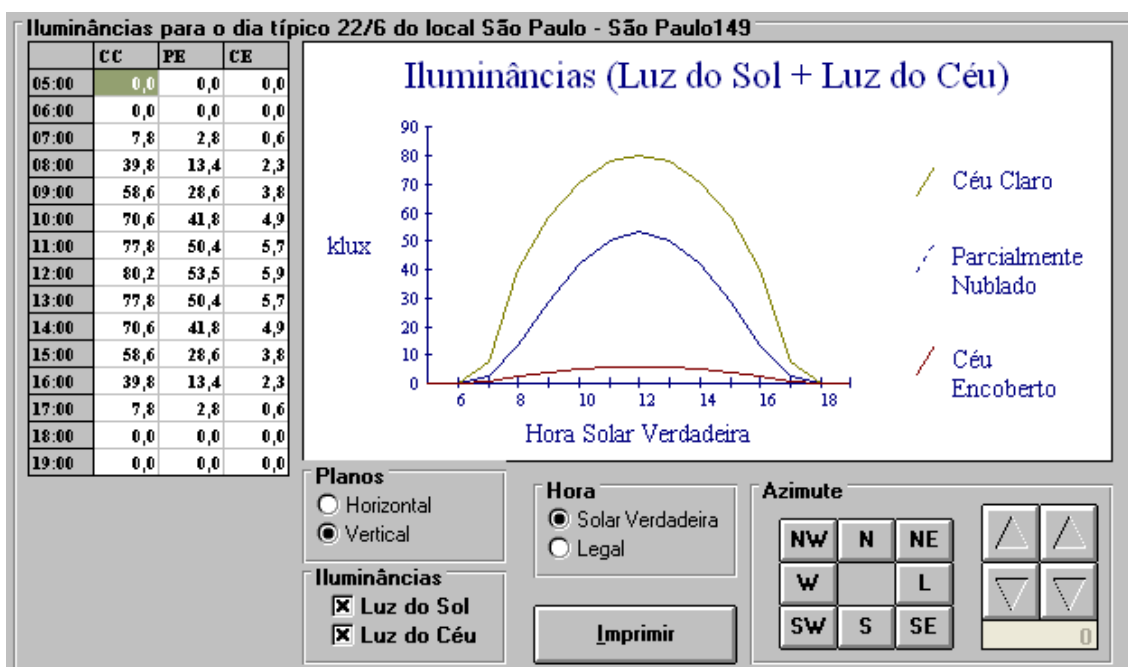 Iluminâncias para o dia típico 22/6 do local São Paulo - São Paulo149
CC PE CE
05:00 0,0 0,0 0,0
06:00 0,0 0,0 0,0
07:00 7,8 2,8 0,6
08:00 39,8 13,4 2,3
09:00 58,6 28,6 3,8
10:00 70,6 41,8 4,9
11:00 77,8 50,4 5,7
12:00 80,2 53,5 5,9
13:00 77,8 50,4 5,7
14:00 70,6 41,8 4,9
15:00 58,6 28,6 3,8
16:00 39,8 13,4 2,3
17:00 7,8 2,8 0,6
18:00 0,0 0,0 0,0
19:00 0,0 0,0 0,0
Iluminâncias (Luz do Sol + Luz do Céu)
90
80
70
60
50
40
30
20
10
0
klux
6 8 10 12 14 16 18
Hora Solar Verdadeira
Céu Claro
Parcialmente
Nublado
Céu
Encoberto
Planos
Horizontal
Vertical
Iluminâncias
Luz do Sol
Luz do Céu
Hora
Solar Verdadeira
Legal
Imprimir
Azimute
NW N NE
W L
SW S SE
0